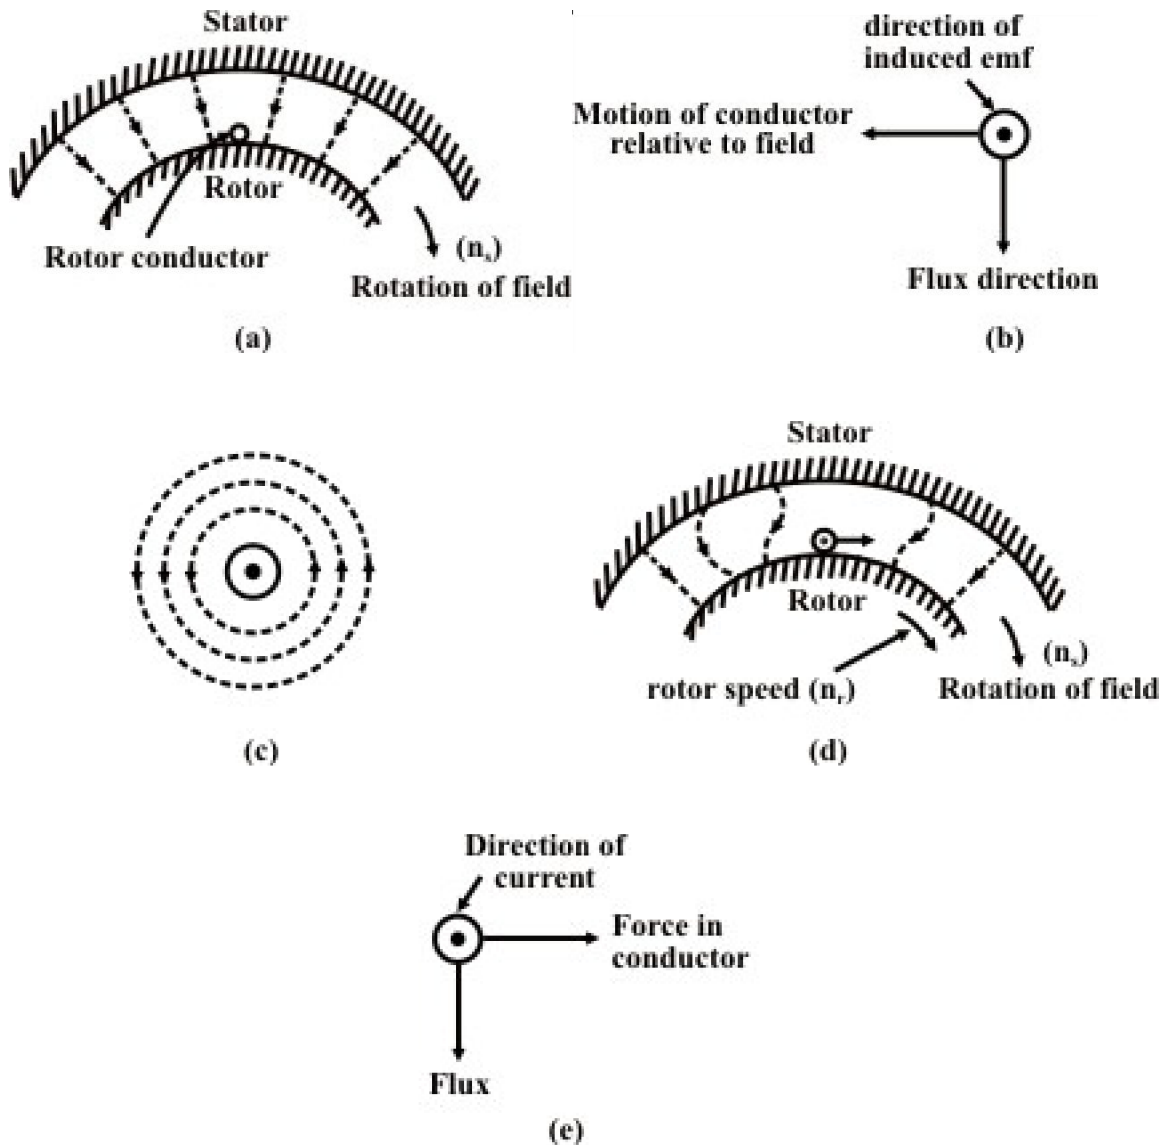 Stator
Rotor
Rotor conductor
(nₛ)
Rotation of field
(a)
direction of
induced emf
Motion of conductor
relative to field
Flux direction
(b)
(c)
Stator
Rotor
rotor speed (nᵣ)
(nₛ)
Rotation of field
(d)
Direction of
current
Force in
conductor
Flux
(e)